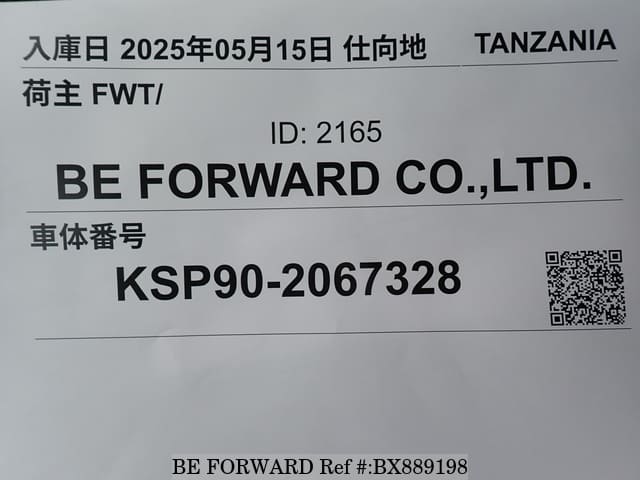 入庫日 2025年05月15日 仕向地 TANZANIA
荷主 FWT/
ID: 2165
BE FORWARD CO.,LTD.
車体番号
KSP90-2067328
BE FORWARD Ref #:BX889198